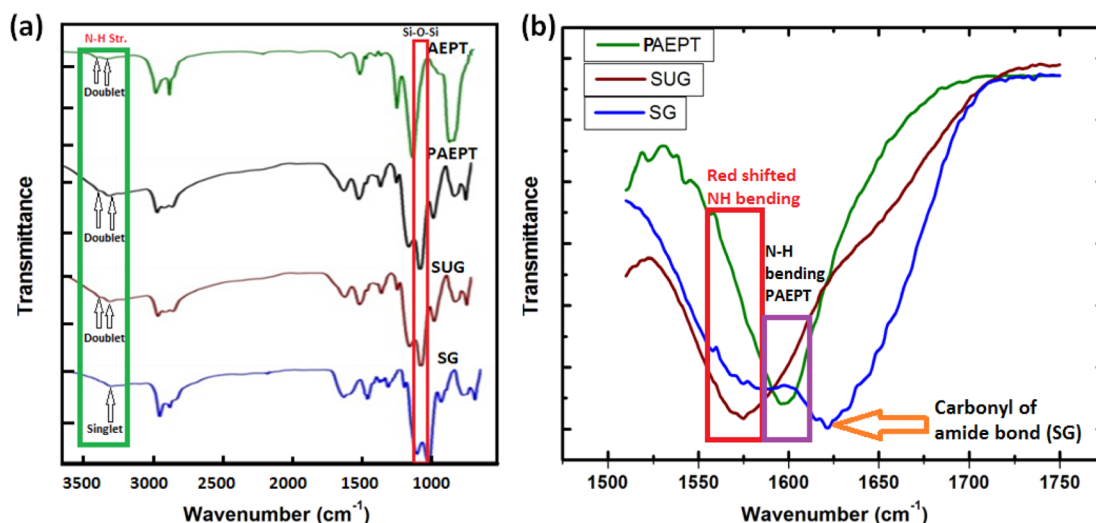 (a)
N-H Str.
Si-O-Si
AEPT
Doublet
PAEPT
Doublet
SUG
Doublet
SG
Singlet
Transmittance
3500 3000 2500 2000 1500 1000
Wavenumber (cm-1)
(b)
PAEPT
SUG
SG
Red shifted
NH bending
N-H
bending
PAEPT
Carbonyl of
amide bond (SG)
Transmittance
1500 1550 1600 1650 1700 1750
Wavenumber (cm-1)